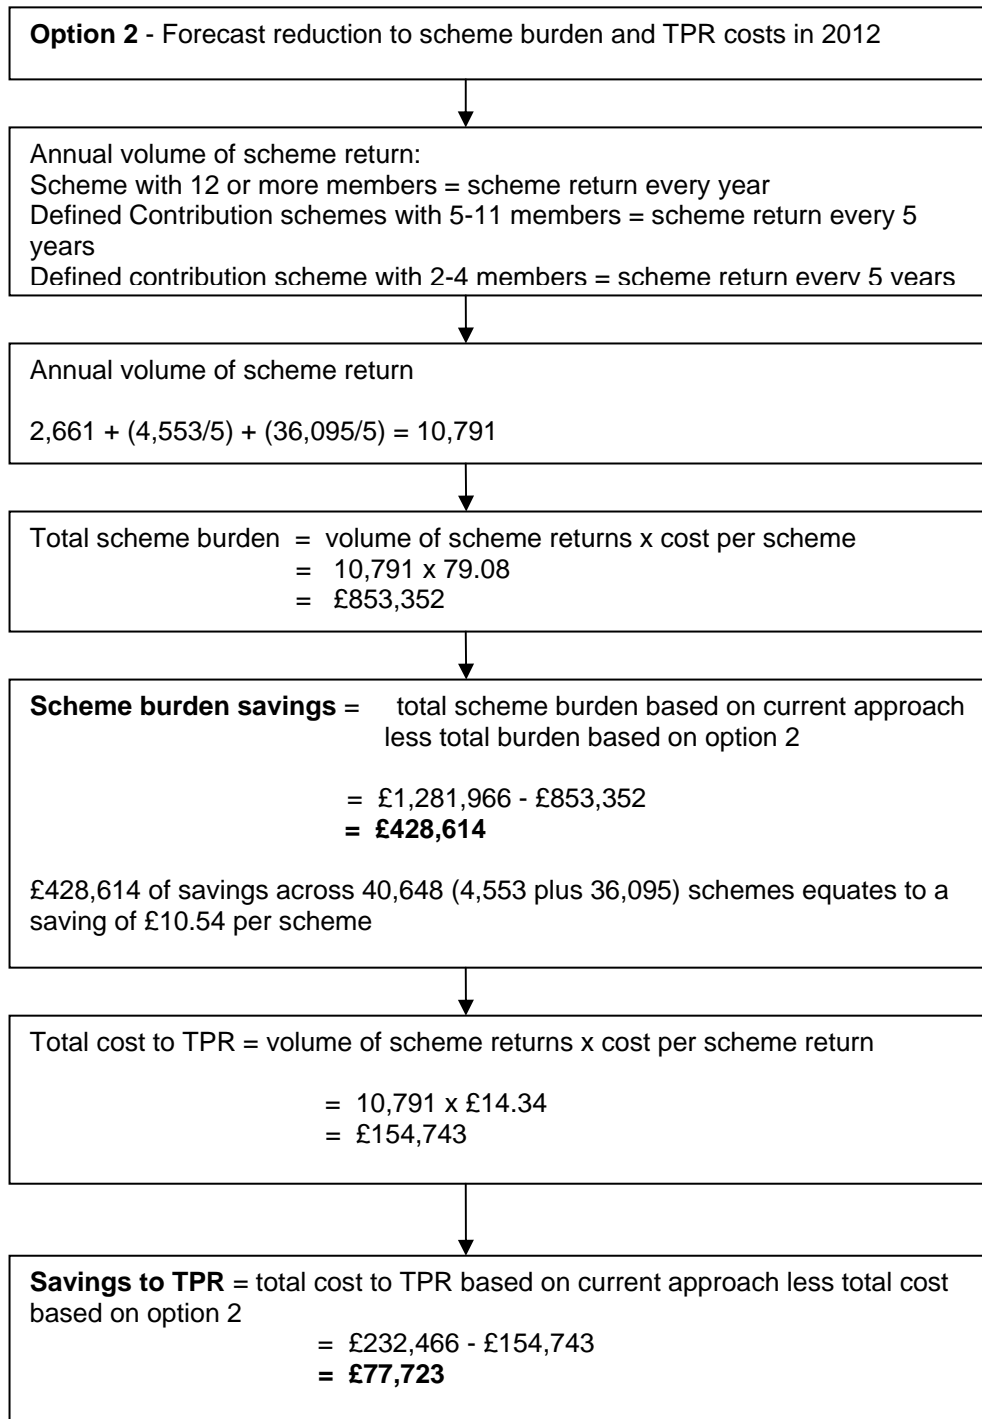 Option 2 - Forecast reduction to scheme burden and TPR costs in 2012
Annual volume of scheme return:
Scheme with 12 or more members = scheme return every year
Defined Contribution schemes with 5-11 members = scheme return every 5
years
Defined contribution scheme with 2-4 members = scheme return every 5 years
Annual volume of scheme return
2,661 + (4,553/5) + (36,095/5) = 10,791
Total scheme burden = volume of scheme returns x cost per scheme
= 10,791 x 79.08
= £853,352
Scheme burden savings = total scheme burden based on current approach
less total burden based on option 2
= £1,281,966 - £853,352
= £428,614
£428,614 of savings across 40,648 (4,553 plus 36,095) schemes equates to a
saving of £10.54 per scheme
Total cost to TPR = volume of scheme returns x cost per scheme return
= 10,791 x £14.34
= £154,743
Savings to TPR = total cost to TPR based on current approach less total cost
based on option 2
= £232,466 - £154,743
= £77,723